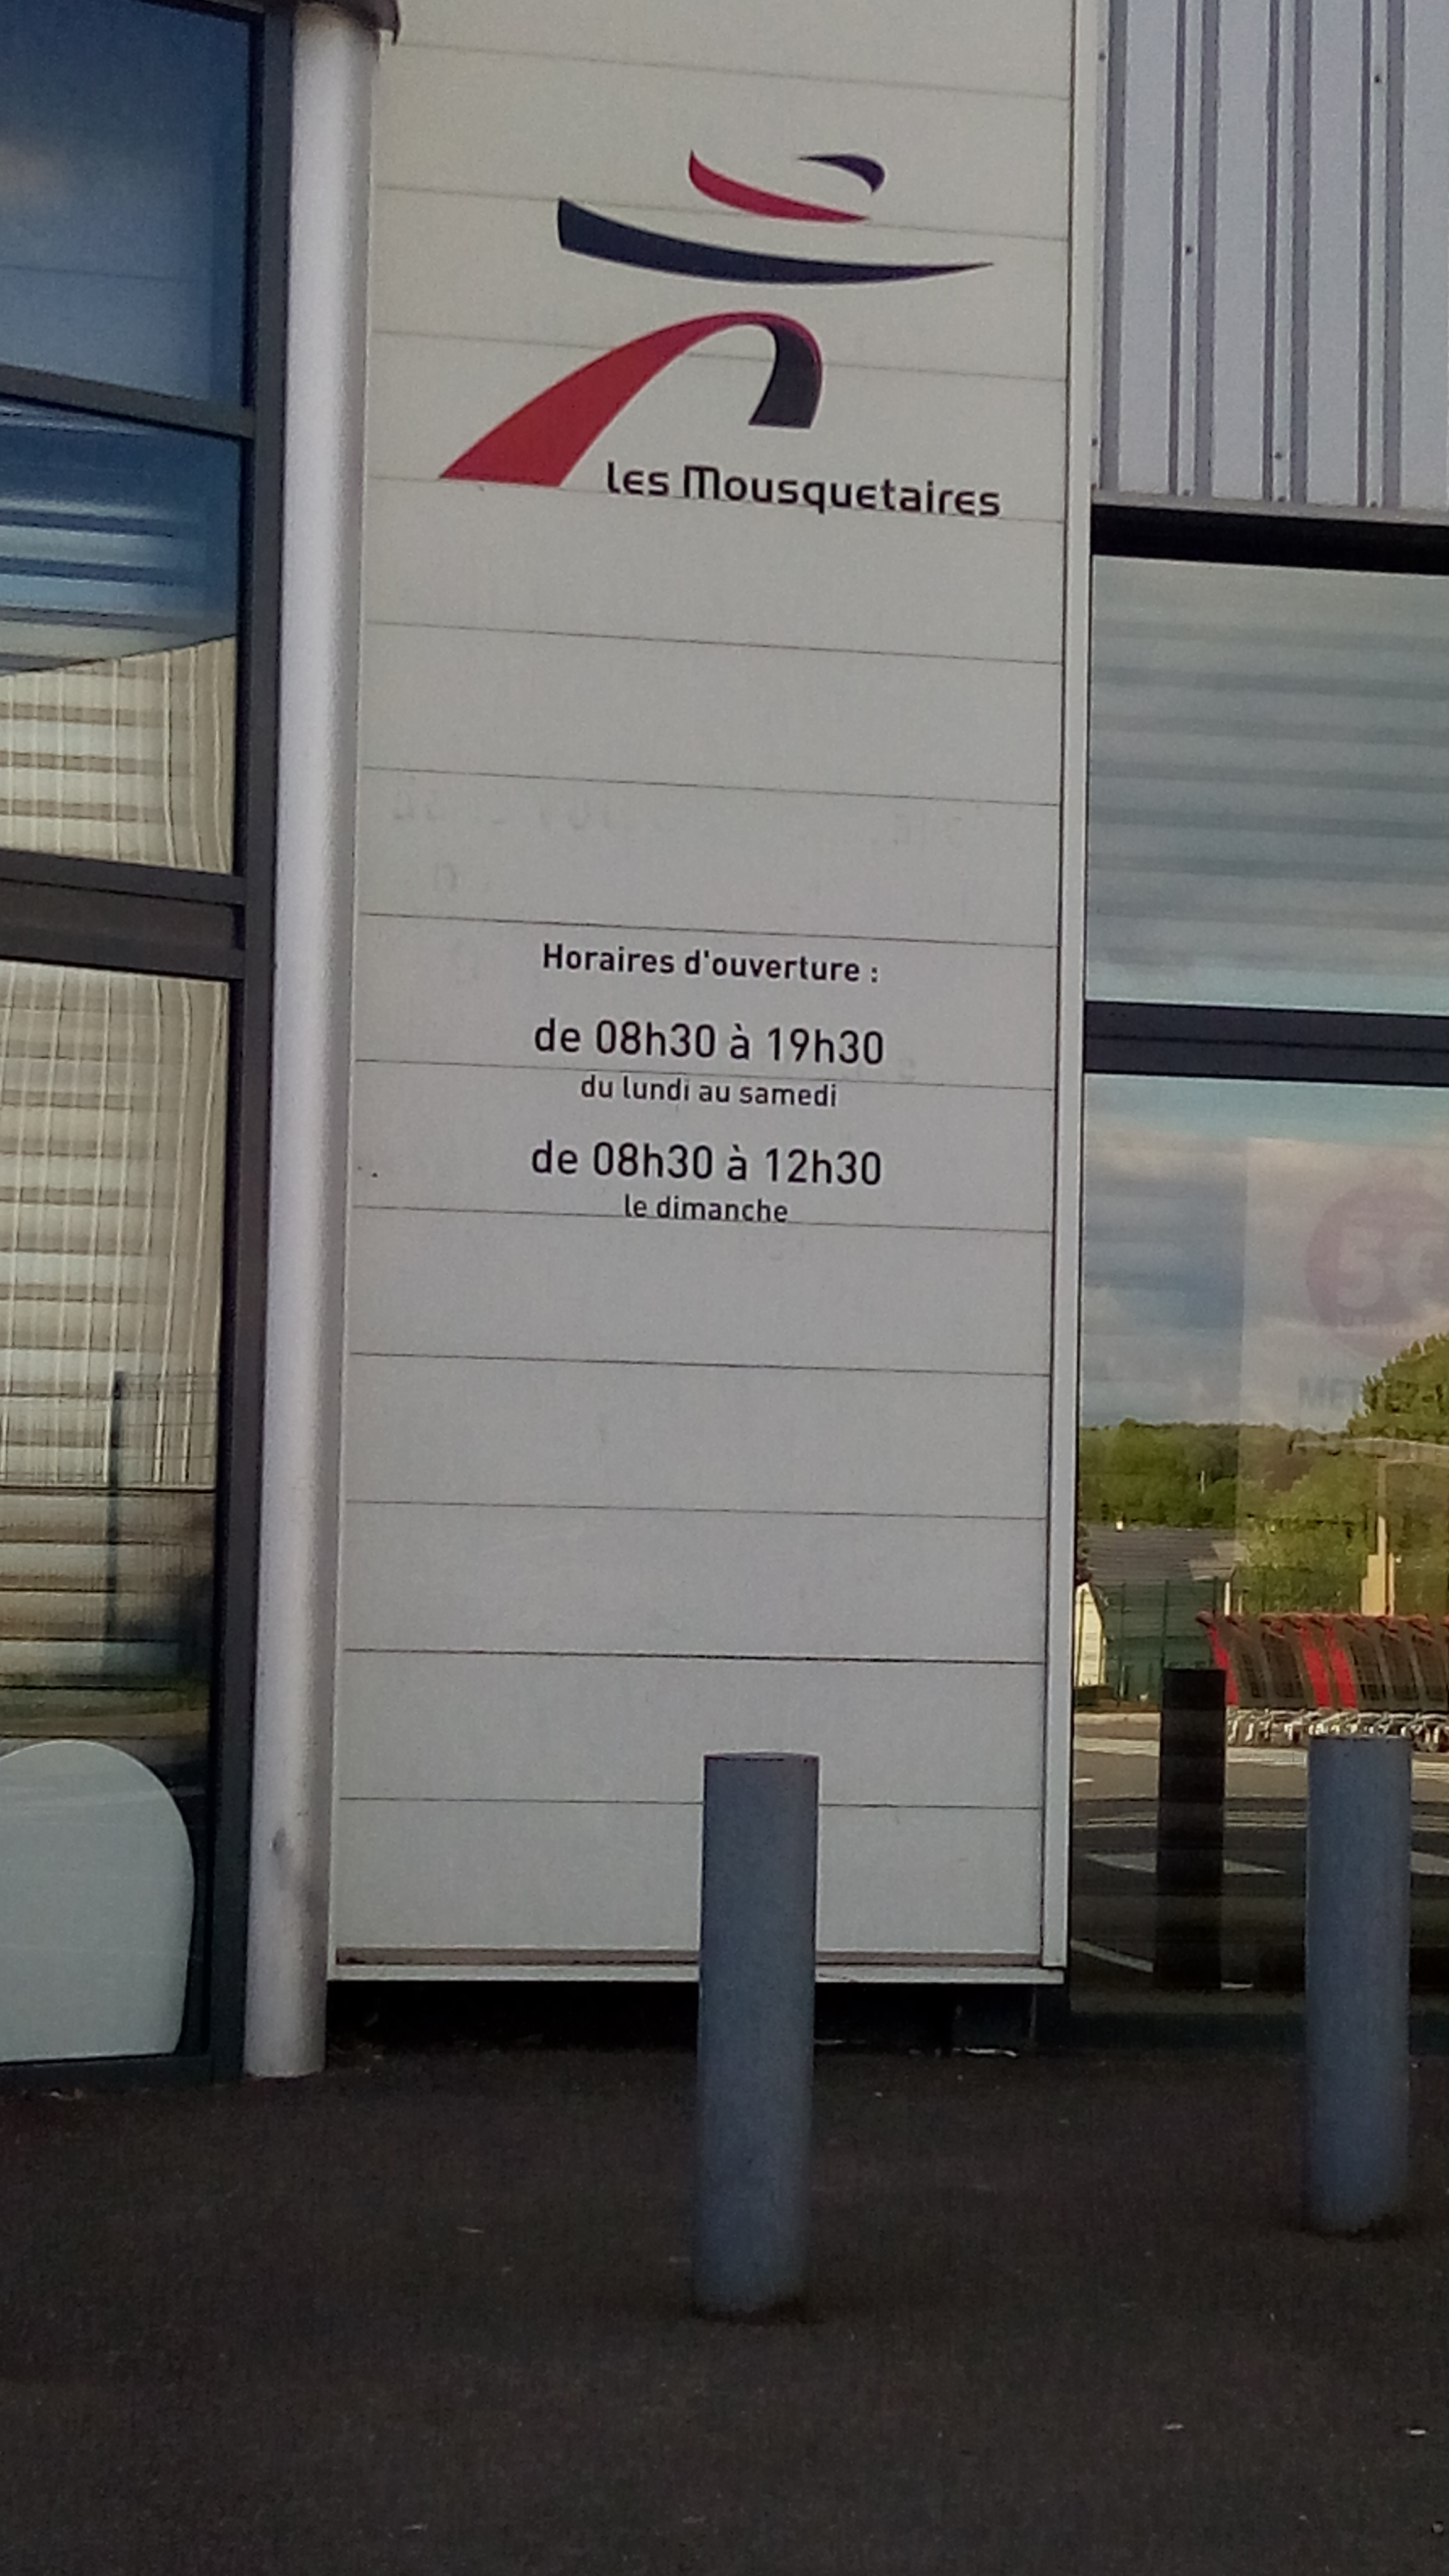 les Mousquetaires
Horaires d'ouverture :
de 08h30 à 19h30
du lundi au samedi
de 08h30 à 12h30
le dimanche